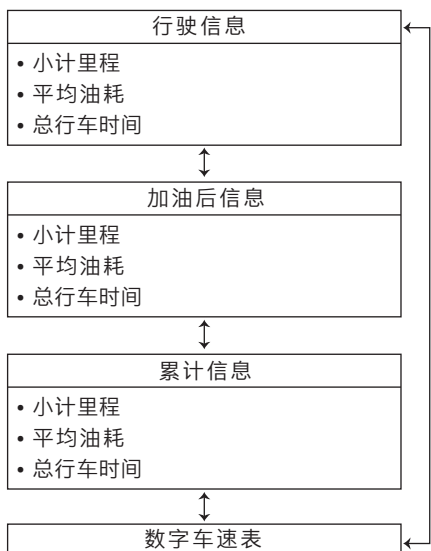 行驶信息
• 小计里程
• 平均油耗
• 总行车时间
加油后信息
• 小计里程
• 平均油耗
• 总行车时间
累计信息
• 小计里程
• 平均油耗
• 总行车时间
数字车速表